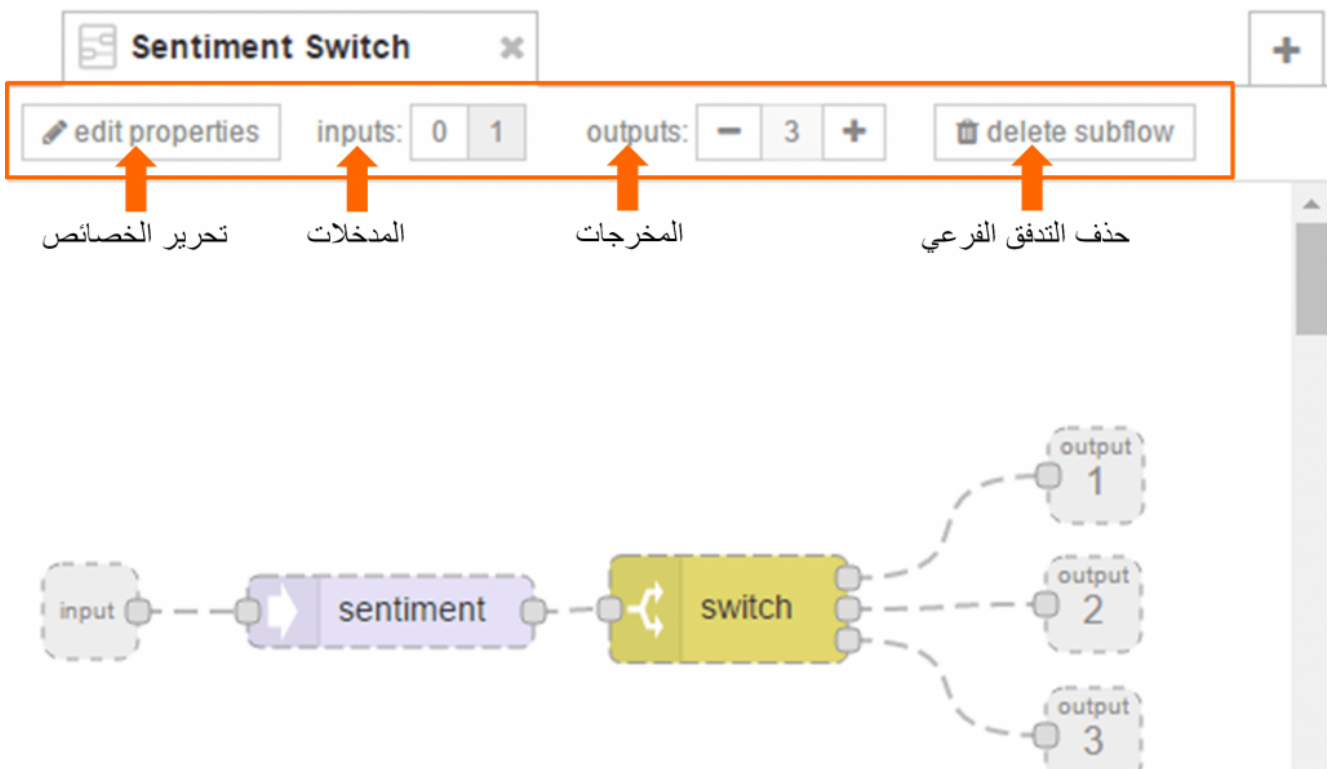 Sentiment Switch
edit properties
inputs: 0 1
outputs: 3
delete subflow
تحرير الخصائص
المدخلات
المخرجات
حذف التدفق الفرعي
output
1
input
sentiment
switch
output
2
output
3